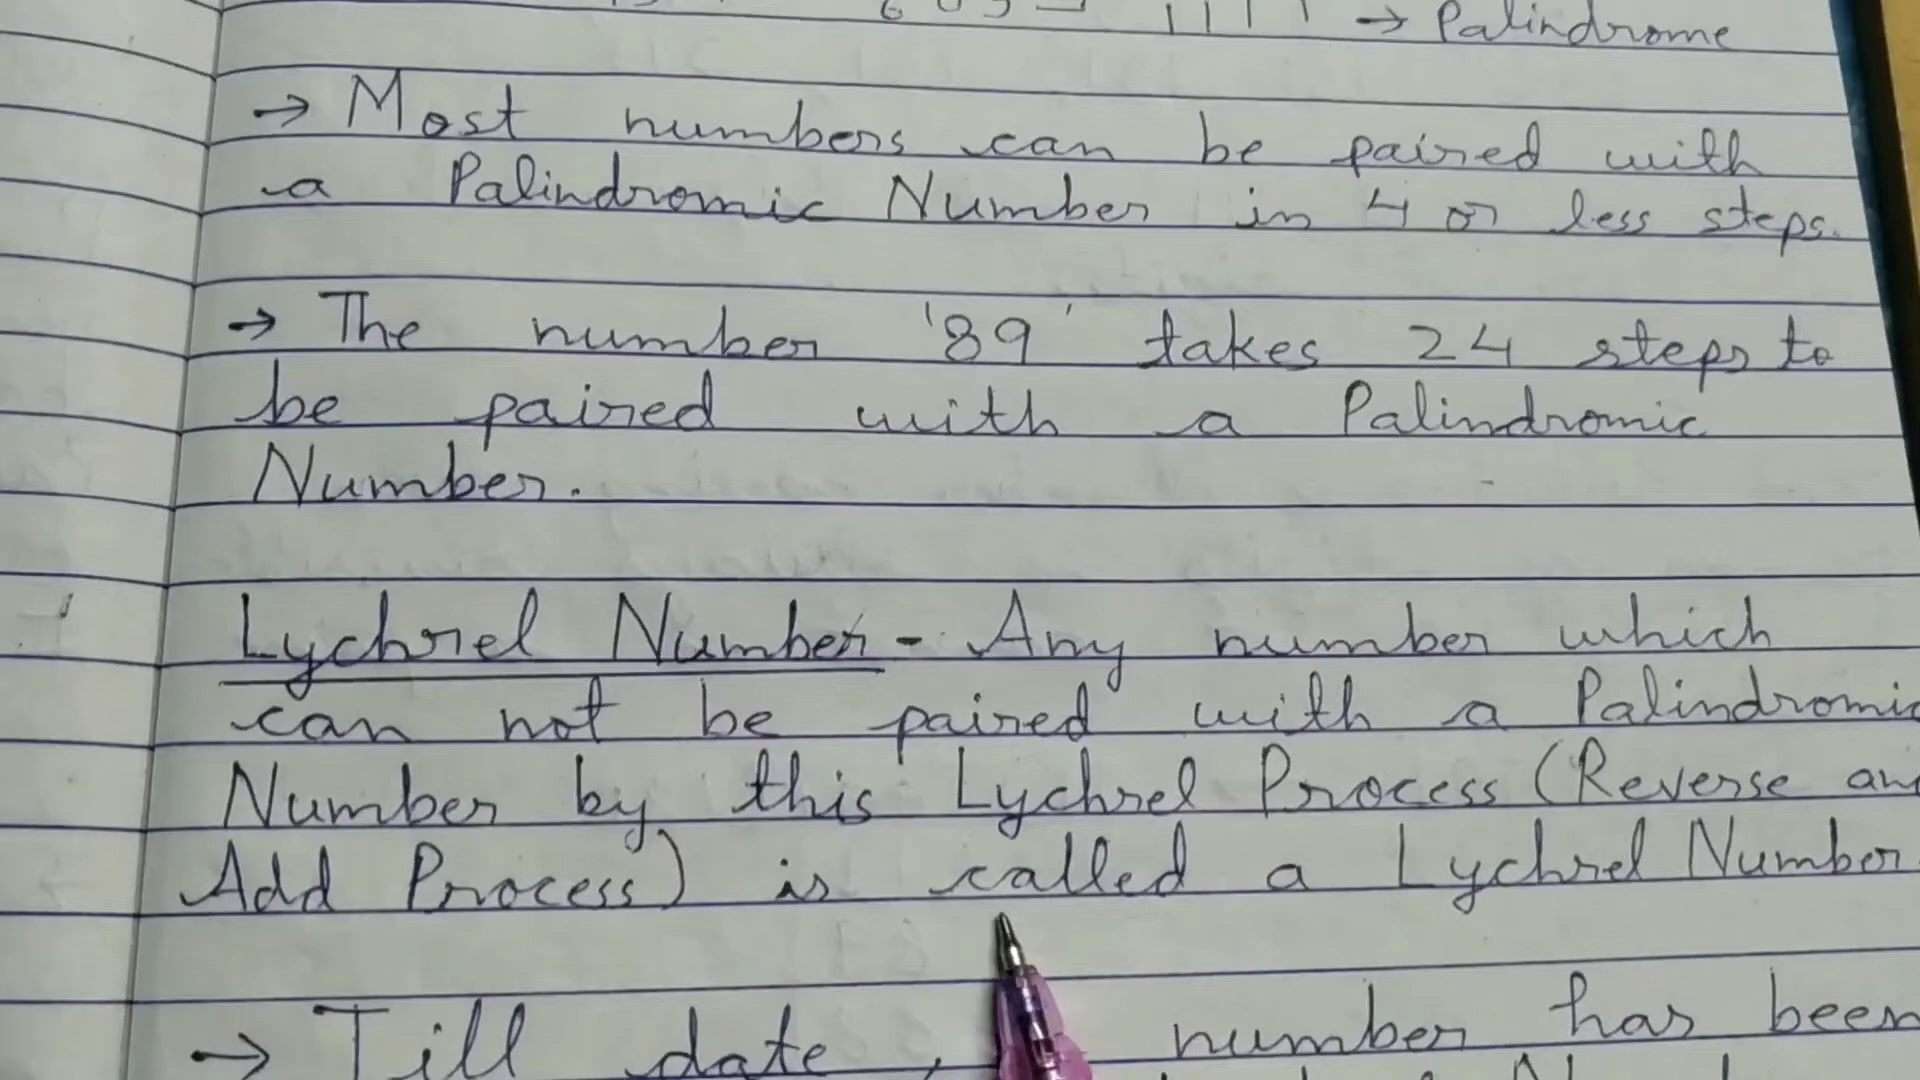 → Palindrome
→ Most numbers can be paired with
a Palindromic Number in 4 or less steps.
→ The number '89' takes 24 steps to
be paired with a Palindromic
Number.
Lychrel Number - Any number which
can not be paired with a Palindromic
Number by this Lychrel Process (Reverse an
Add Process) is called a Lychrel Number
→ Till date, number has been